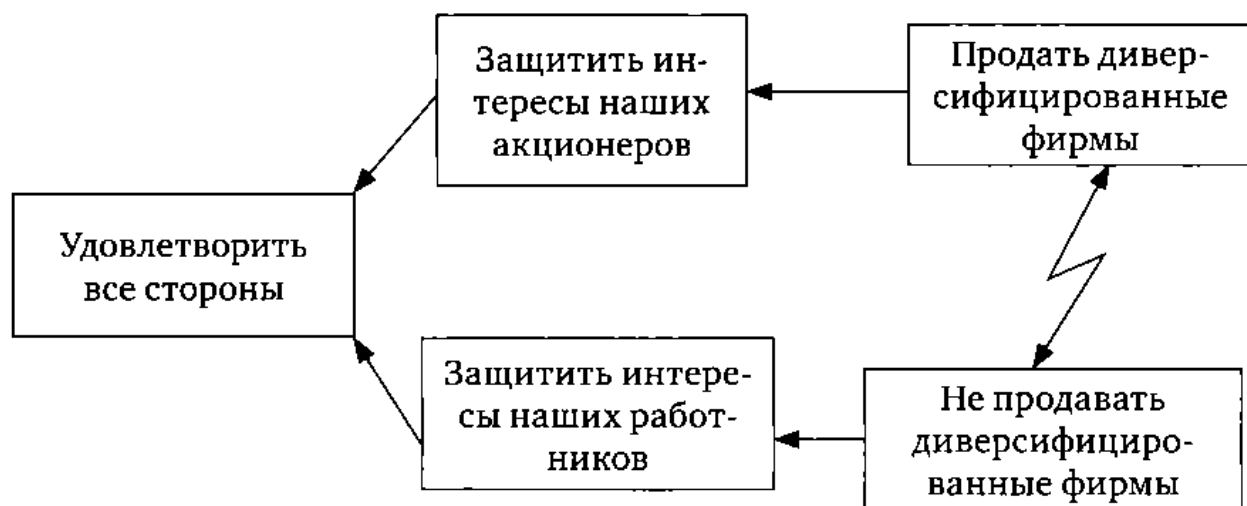 Защитить ин-
тересы наших
акционеров
Продать дивер-
сифицированные
фирмы
Удовлетворить
все стороны
Защитить интере-
сы наших работ-
ников
Не продавать
диверсифициро-
ванные фирмы